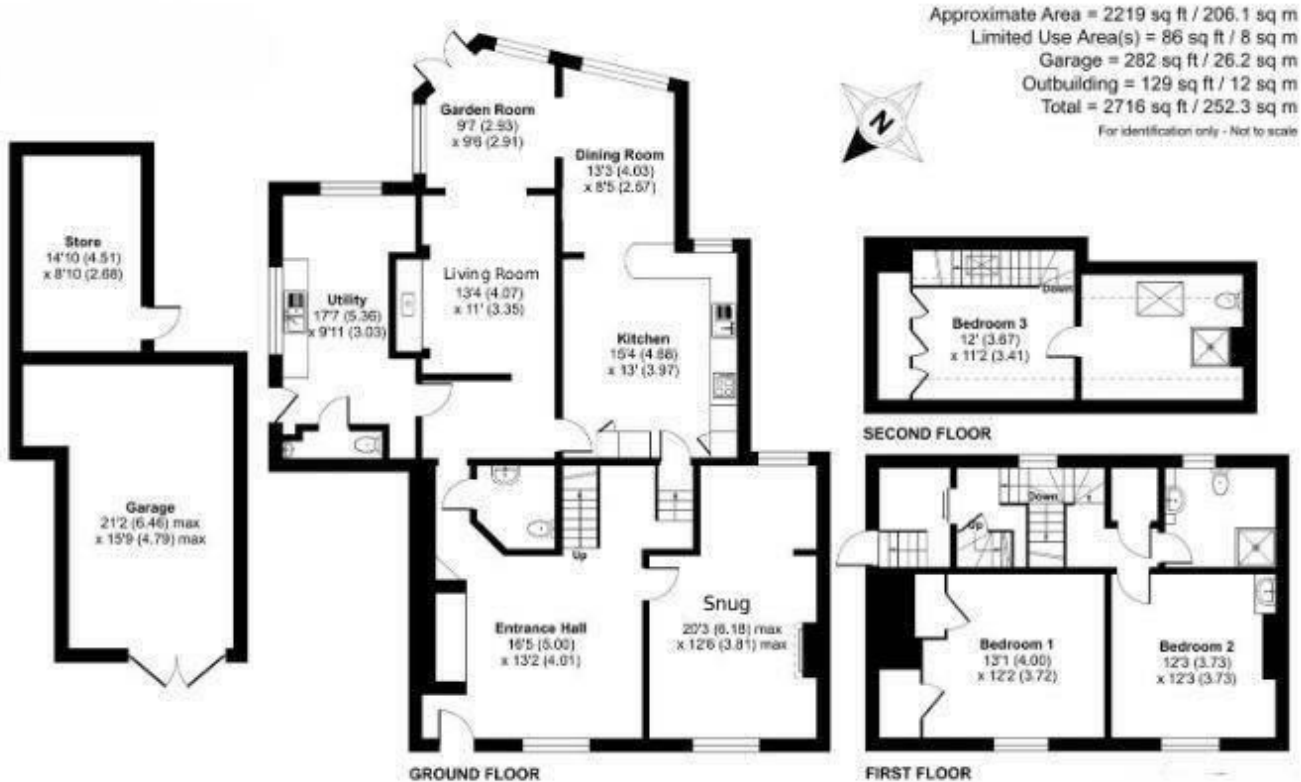 Approximate Area = 2219 sq ft / 206.1 sq m
Limited Use Area(s) = 86 sq ft / 8 sq m
Garage = 282 sq ft / 26.2 sq m
Outbuilding = 129 sq ft / 12 sq m
Total = 2716 sq ft / 252.3 sq m
For identification only - Not to scale
N
Garden Room
9'7 (2.93)
x 9'6 (2.91)
Dining Room
13'3 (4.03)
x 8'5 (2.57)
Store
14'10 (4.51)
x 8'10 (2.68)
Utility
17'7 (5.36)
x 9'11 (3.03)
Living Room
13'4 (4.07)
x 11' (3.35)
Kitchen
15'4 (4.68)
x 13' (3.97)
Garage
21'2 (6.46) max
x 15'9 (4.79) max
Up
Entrance Hall
16'5 (5.00)
x 13'2 (4.01)
Snug
20'3 (6.18) max
x 12'6 (3.81) max
GROUND FLOOR
Down
Bedroom 3
12' (3.67)
x 11'2 (3.41)
SECOND FLOOR
Down
Up
Bedroom 1
13'1 (4.00)
x 12'2 (3.72)
Bedroom 2
12'3 (3.73)
x 12'3 (3.73)
FIRST FLOOR